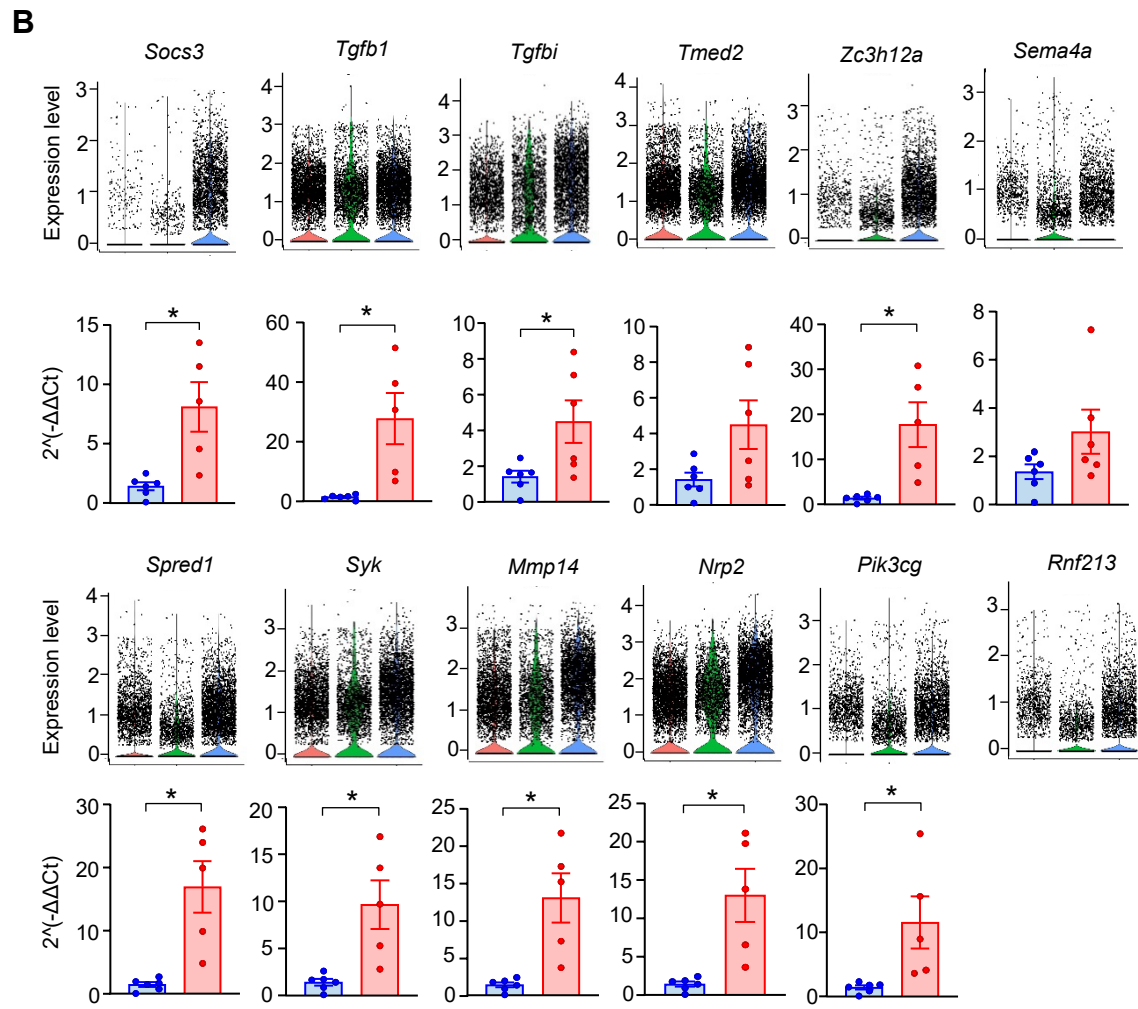 B
Socs3 Tgfb1 Tgfbi Tmed2 Zc3h12a Sema4a
Expression level
3 2 1 0
4 3 2 1 0
4 3 2 1 0
4 3 2 1 0
3 2 1 0
3 2 1 0
2^(-ΔΔCt)
15 10 5 0 *
60 40 20 0 *
10 8 6 4 2 0 *
10 8 6 4 2 0
40 30 20 10 0 *
8 6 4 2 0
Spred1 Syk Mmp14 Nrp2 Pik3cg Rnf213
Expression level
4 3 2 1 0
3 2 1 0
3 2 1 0
4 3 2 1 0
3 2 1 0
3 2 1 0
2^(-ΔΔCt)
30 20 10 0 *
20 15 10 5 0 *
25 20 15 10 5 0 *
25 20 15 10 5 0 *
30 20 10 0 *